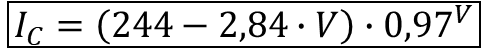 I_C = (244 − 2,84 · V) · 0,97^V